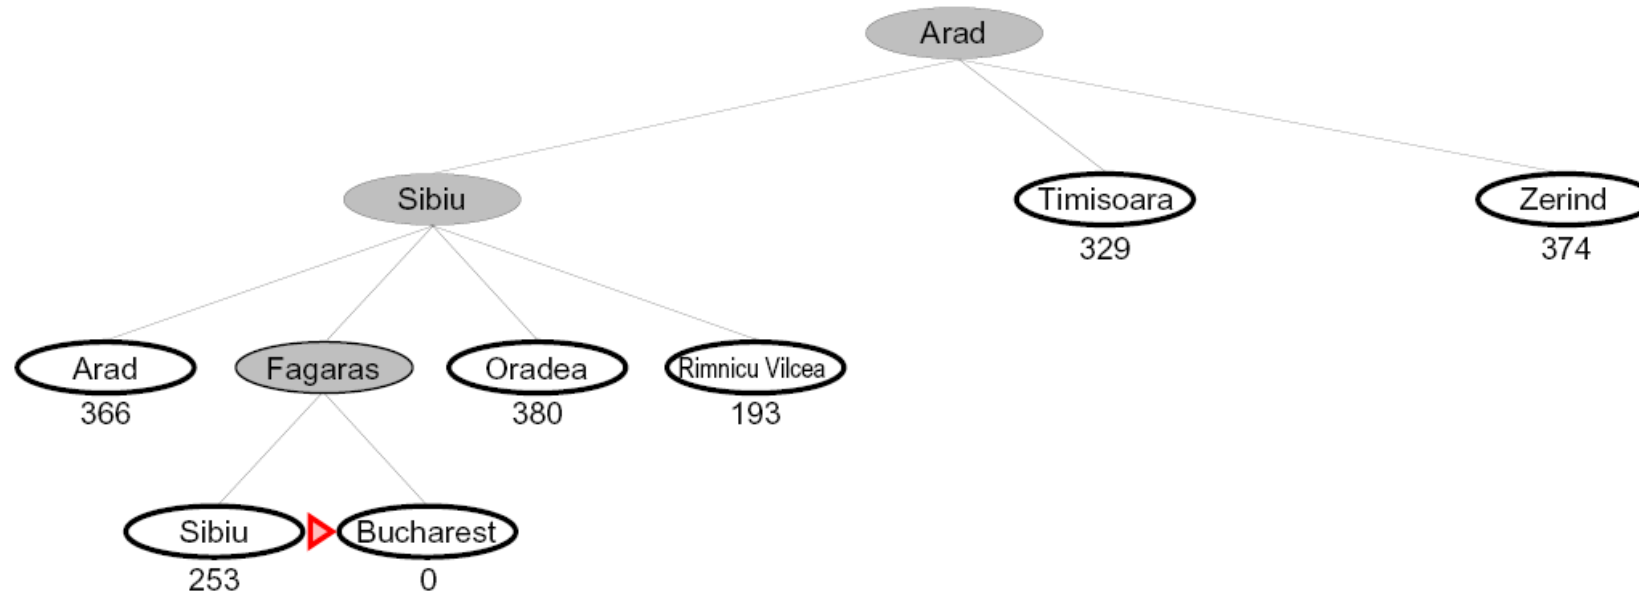 Arad
Sibiu
Timisoara
Zerind
329
374
Arad
Fagaras
Oradea
Rimnicu Vilcea
366
380
193
Sibiu
Bucharest
253
0